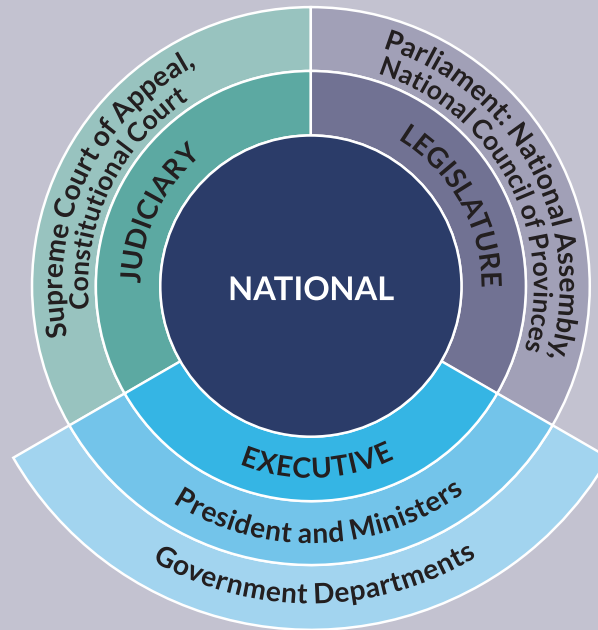 Supreme Court of Appeal,
Constitutional Court
JUDICIARY
Parliament: National Assembly,
National Council of Provinces
LEGISLATURE
NATIONAL
EXECUTIVE
President and Ministers
Government Departments